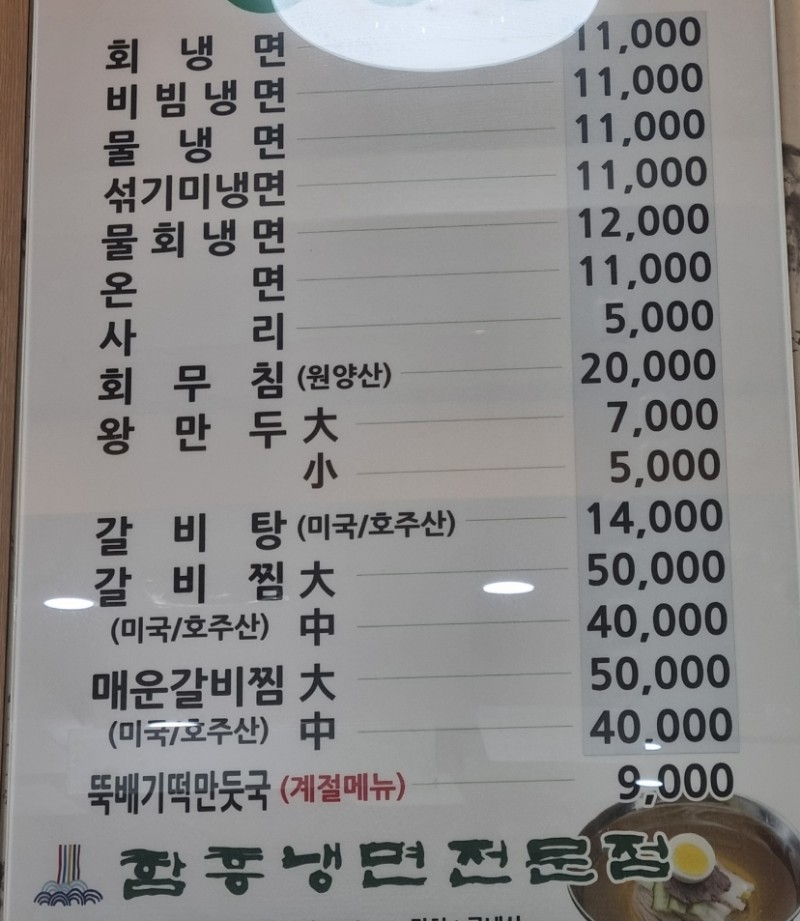 회 냉 면 11,000
비 빔 냉 면 11,000
물 냉 면 11,000
섞기미냉면 11,000
물 회 냉 면 12,000
온 면 11,000
사 리 5,000
회 무 침 (원양산) 20,000
왕 만 두 大 7,000
小 5,000
갈 비 탕 (미국/호주산) 14,000
갈 비 찜 大 50,000
(미국/호주산) 中 40,000
매운갈비찜 大 50,000
(미국/호주산) 中 40,000
뚝배기떡만둣국 (계절메뉴) 9,000
함흥냉면전문점